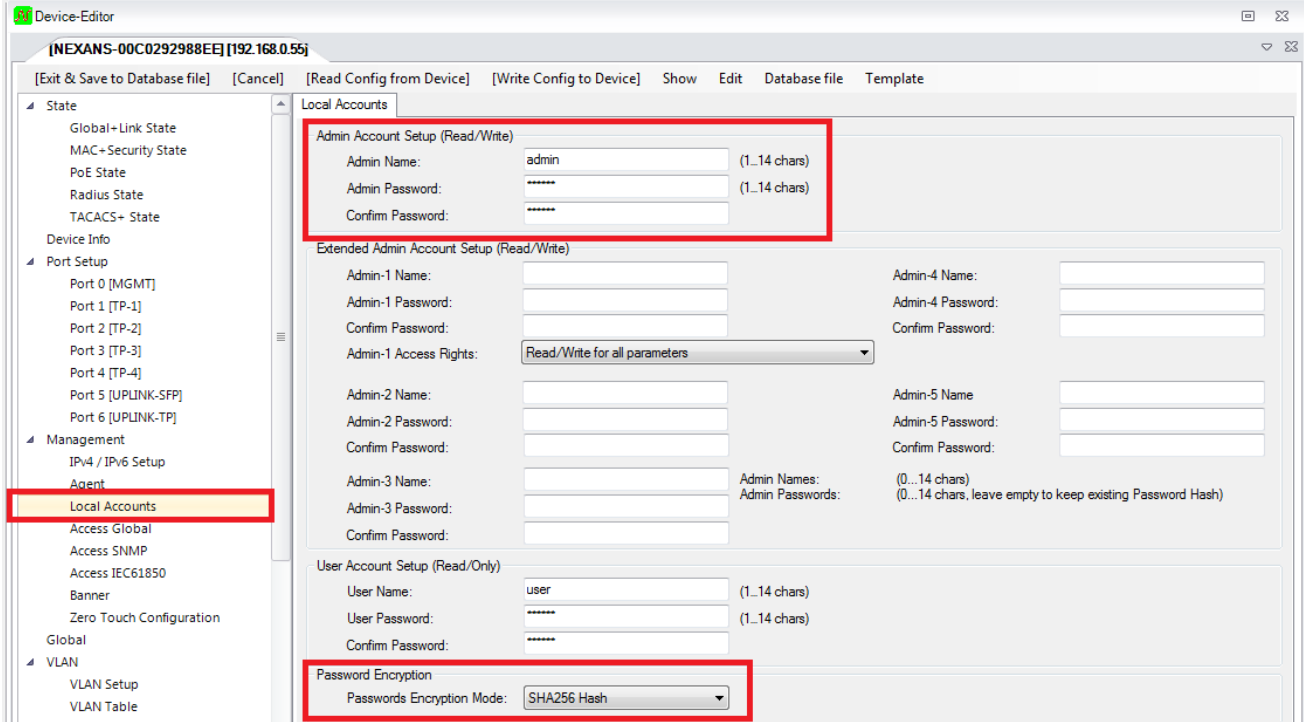 Device-Editor
[NEXANS-00C0292988EE] [192.168.0.55]
[Exit & Save to Database file] [Cancel] [Read Config from Device] [Write Config to Device] Show Edit Database file Template
State
Global+Link State
MAC+Security State
PoE State
Radius State
TACACS+ State
Device Info
Port Setup
Port 0 [MGMT]
Port 1 [TP-1]
Port 2 [TP-2]
Port 3 [TP-3]
Port 4 [TP-4]
Port 5 [UPLINK-SFP]
Port 6 [UPLINK-TP]
Management
IPv4 / IPv6 Setup
Agent
Local Accounts
Access Global
Access SNMP
Access IEC61850
Banner
Zero Touch Configuration
Global
VLAN
VLAN Setup
VLAN Table
Local Accounts
Admin Account Setup (Read/Write)
Admin Name: admin (1...14 chars)
Admin Password: ****** (1...14 chars)
Confirm Password: ******
Extended Admin Account Setup (Read/Write)
Admin-1 Name: Admin-4 Name:
Admin-1 Password: Admin-4 Password:
Confirm Password: Confirm Password:
Admin-1 Access Rights: Read/Write for all parameters
Admin-2 Name: Admin-5 Name
Admin-2 Password: Admin-5 Password:
Confirm Password: Confirm Password:
Admin-3 Name: Admin Names: (0...14 chars)
Admin-3 Password: Admin Passwords: (0...14 chars, leave empty to keep existing Password Hash)
Confirm Password:
User Account Setup (Read/Only)
User Name: user (1...14 chars)
User Password: ****** (1...14 chars)
Confirm Password: ******
Password Encryption
Passwords Encryption Mode: SHA256 Hash